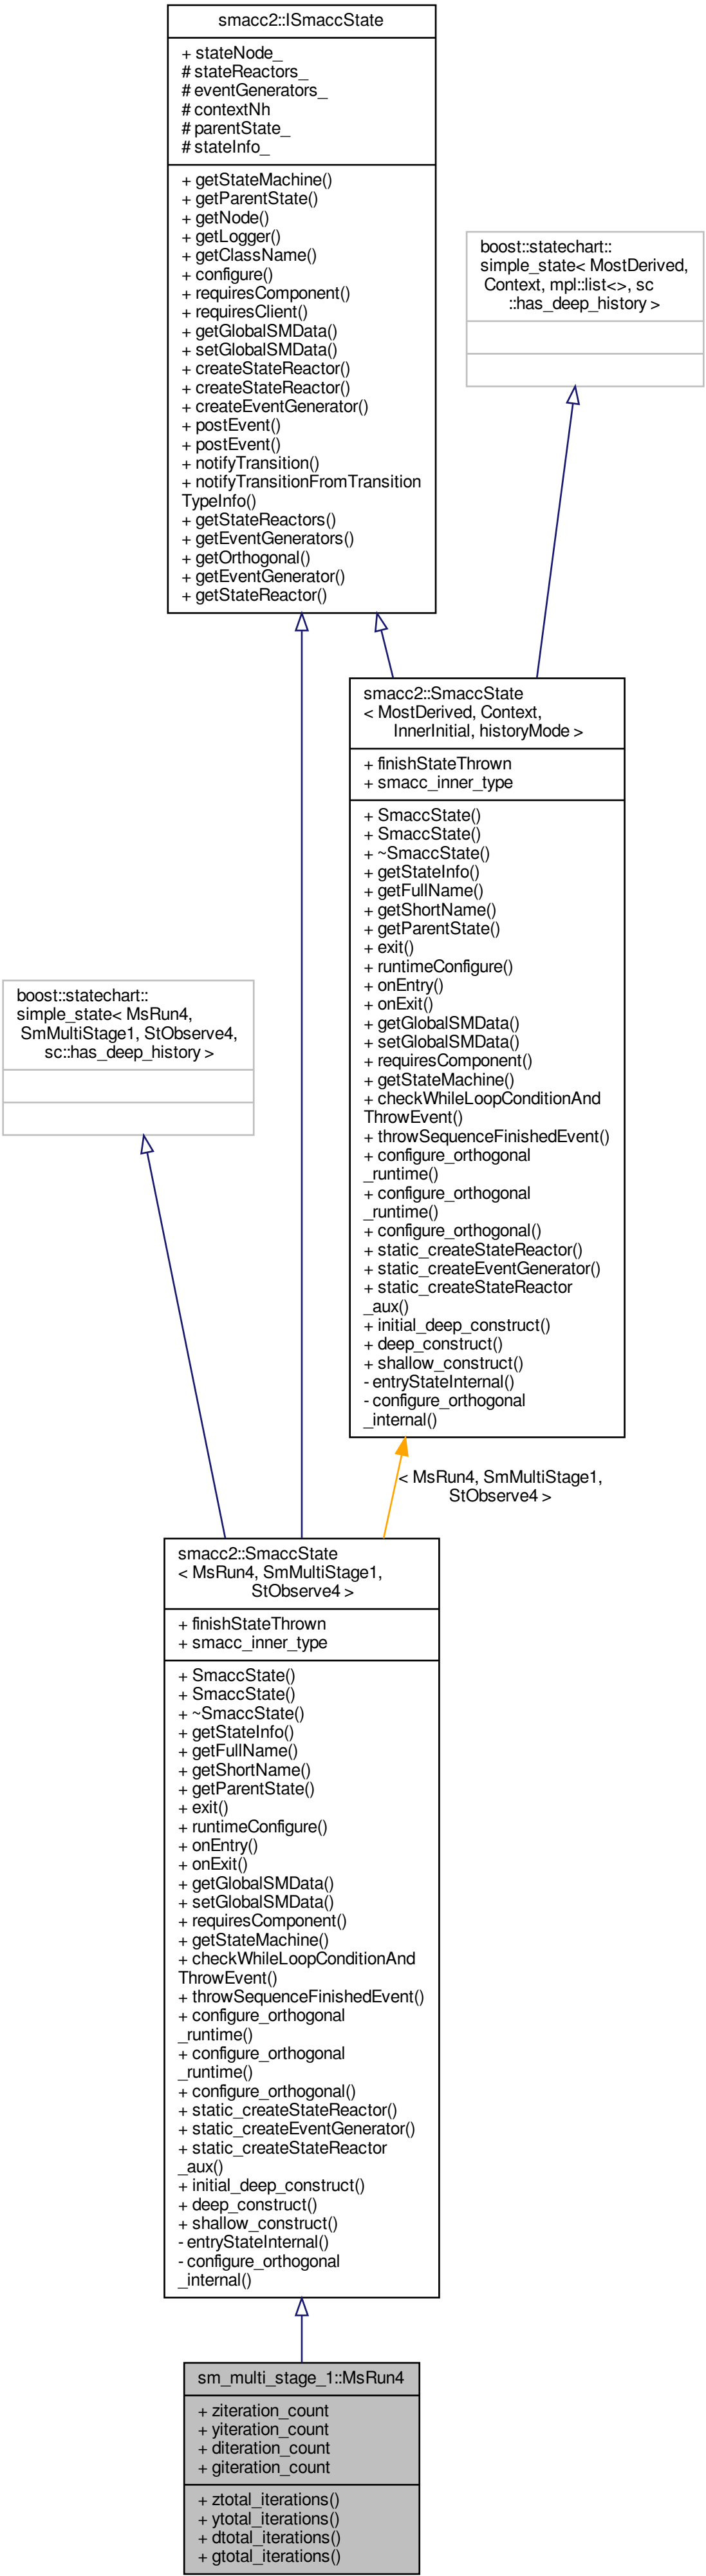 smacc2::ISmaccState
+ stateNode_
# stateReactors_
# eventGenerators_
# contextNh
# parentState_
# stateInfo_
+ getStateMachine()
+ getParentState()
+ getNode()
+ getLogger()
+ getClassName()
+ configure()
+ requiresComponent()
+ requiresClient()
+ getGlobalSMData()
+ setGlobalSMData()
+ createStateReactor()
+ createStateReactor()
+ createEventGenerator()
+ postEvent()
+ postEvent()
+ notifyTransition()
+ notifyTransitionFromTransition
TypeInfo()
+ getStateReactors()
+ getEventGenerators()
+ getOrthogonal()
+ getEventGenerator()
+ getStateReactor()
boost::statechart::
simple_state< MostDerived,
Context, mpl::list<>, sc
::has_deep_history >
smacc2::SmaccState
< MostDerived, Context,
InnerInitial, historyMode >
+ finishStateThrown
+ smacc_inner_type
+ SmaccState()
+ SmaccState()
+ ~SmaccState()
+ getStateInfo()
+ getFullName()
+ getShortName()
+ getParentState()
+ exit()
+ runtimeConfigure()
+ onEntry()
+ onExit()
+ getGlobalSMData()
+ setGlobalSMData()
+ requiresComponent()
+ getStateMachine()
+ checkWhileLoopConditionAnd
ThrowEvent()
+ throwSequenceFinishedEvent()
+ configure_orthogonal
_runtime()
+ configure_orthogonal
_runtime()
+ configure_orthogonal()
+ static_createStateReactor()
+ static_createEventGenerator()
+ static_createStateReactor
_aux()
+ initial_deep_construct()
+ deep_construct()
+ shallow_construct()
- entryStateInternal()
- configure_orthogonal
_internal()
boost::statechart::
simple_state< MsRun4,
SmMultiStage1, StObserve4,
sc::has_deep_history >
< MsRun4, SmMultiStage1,
StObserve4 >
smacc2::SmaccState
< MsRun4, SmMultiStage1,
StObserve4 >
+ finishStateThrown
+ smacc_inner_type
+ SmaccState()
+ SmaccState()
+ ~SmaccState()
+ getStateInfo()
+ getFullName()
+ getShortName()
+ getParentState()
+ exit()
+ runtimeConfigure()
+ onEntry()
+ onExit()
+ getGlobalSMData()
+ setGlobalSMData()
+ requiresComponent()
+ getStateMachine()
+ checkWhileLoopConditionAnd
ThrowEvent()
+ throwSequenceFinishedEvent()
+ configure_orthogonal
_runtime()
+ configure_orthogonal
_runtime()
+ configure_orthogonal()
+ static_createStateReactor()
+ static_createEventGenerator()
+ static_createStateReactor
_aux()
+ initial_deep_construct()
+ deep_construct()
+ shallow_construct()
- entryStateInternal()
- configure_orthogonal
_internal()
sm_multi_stage_1::MsRun4
+ ziteration_count
+ yiteration_count
+ diteration_count
+ giteration_count
+ ztotal_iterations()
+ ytotal_iterations()
+ dtotal_iterations()
+ gtotal_iterations()